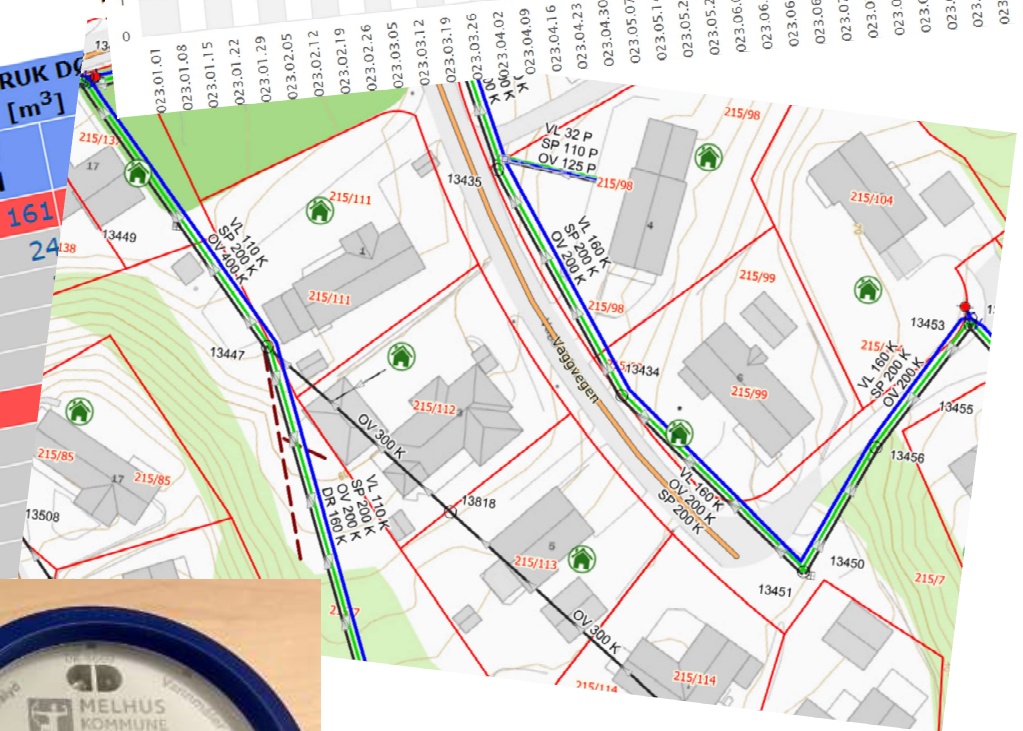 0
023.01.01
023.01.08
023.01.15
023.01.22
023.01.29
023.02.05
023.02.12
023.02.19
023.02.26
023.03.05
023.03.12
023.03.19
023.03.26
023.04.02
023.04.09
023.04.16
023.04.23
023.04.30
023.05.07
RUK DØ
[m³]
161
24
215/13
17
13449
138
VL 110 K
SP 200 K
OV 400 K
215/111
1
215/111
13447
13435
VL 32 P
SP 110 P
OV 125 P
215/98
215/98
4
VL 160 K
SP 200 K
OV 200 K
215/98
215/99
215/104
13453
Vaggvegen
13434
6
215/99
VL 160 K
SP 200 K
OV 200 K
13455
13456
215/112
OV 300 K
VL 110 K
SP 200 K
OV 200 K
DR 160 K
13818
VL 160 K
OV 200 K
SP 200 K
215/85
17
215/85
13508
5
215/113
13451
13450
215/7
OV 300 K
215/114
215/114
MELHUS
KOMMUNE